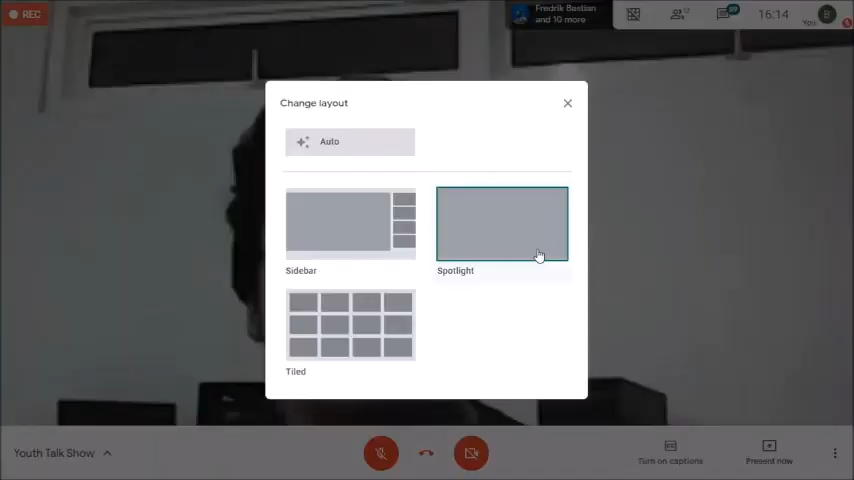 REC
Fredrik Bastian
and 10 more
12
16:14
You
B
Change layout
Auto
Sidebar
Spotlight
Tiled
Youth Talk Show
Turn on captions
Present now